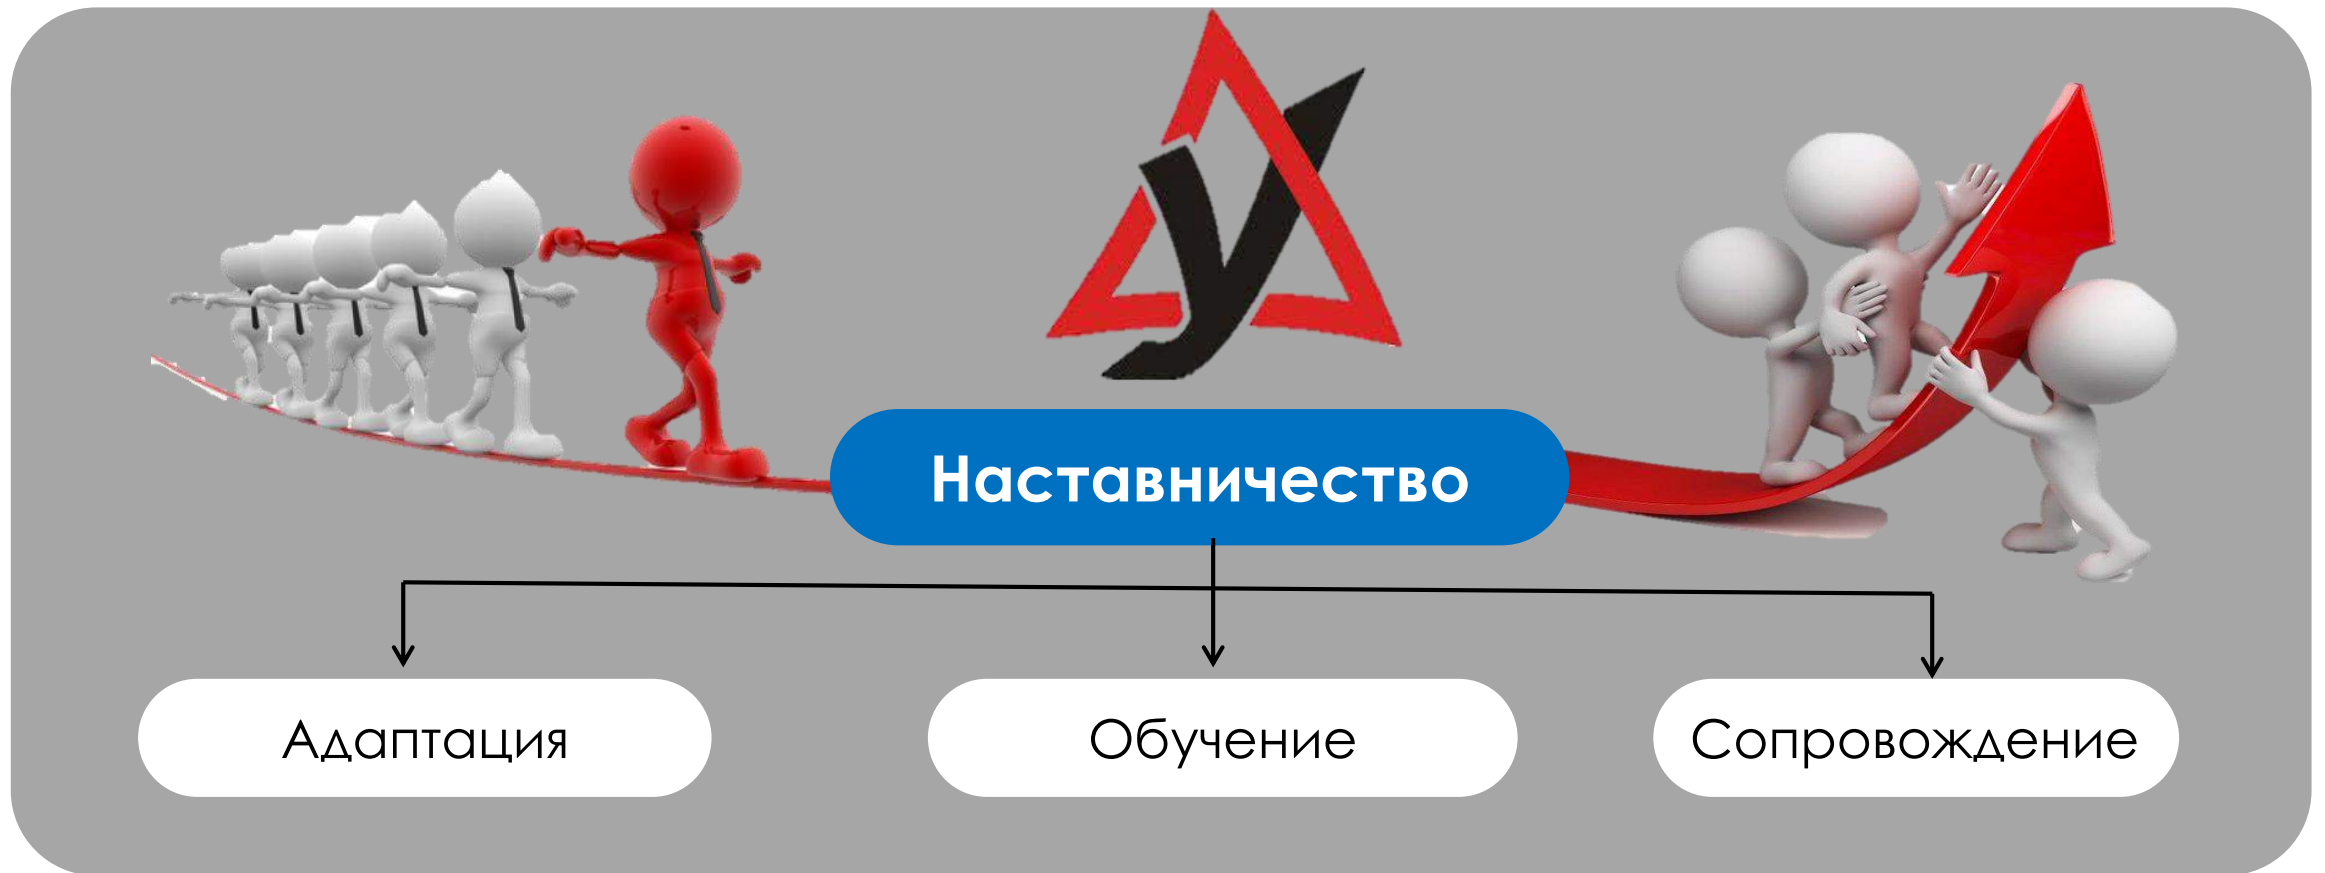 У
Наставничество
Адаптация
Обучение
Сопровождение